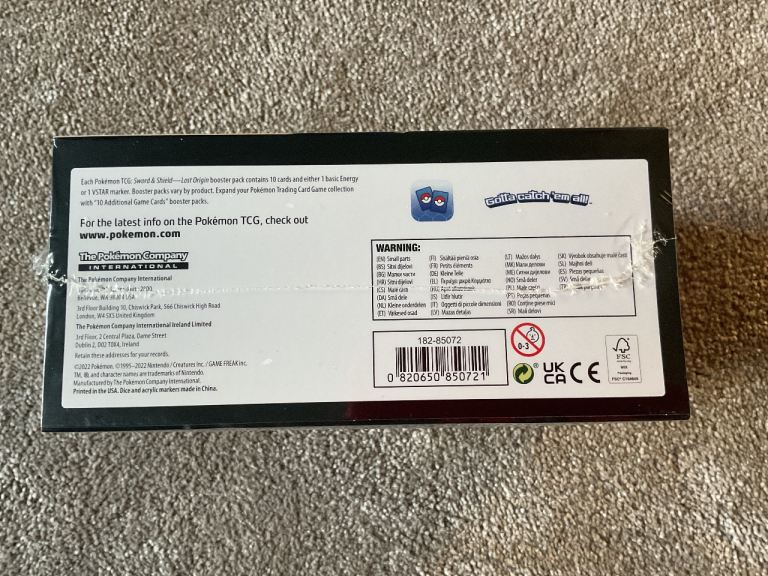 Each Pokémon TCG: Sword & Shield—Lost Origin booster pack contains 10 cards and either 1 basic Energy
or 1 VSTAR marker. Booster packs vary by product. Expand your Pokémon Trading Card Game collection
with "10 Additional Game Cards" booster packs.
Gotta catch 'em all!
For the latest info on the Pokémon TCG, check out
www.pokemon.com
The Pokémon Company
INTERNATIONAL
The Pokémon Company International
Bellevue, WA
3rd Floor Building 10, Chiswick Park, 566 Chiswick High Road
London, W4 5XS United Kingdom
The Pokémon Company International Ireland Limited
3rd Floor, 2 Central Plaza, Dame Street
Dublin 2, D02 T0X4, Ireland
Retain these addresses for your records.
©2022 Pokémon. ©1995–2022 Nintendo / Creatures Inc. / GAME FREAK inc.
TM, ®, and character names are trademarks of Nintendo.
Manufactured by The Pokémon Company International.
Printed in the USA. Dice and acrylic markers made in China.
WARNING:
(EN) Small parts
(BS) Sitni dijelovi
(BG) Малки части
(HR) Sitni dijelovi
(CS) Malé části
(DA) Små dele
(NL) Kleine onderdelen
(ET) Väikesed osad
(FI) Sisältää pieniä osia
(FR) Petits éléments
(DE) Kleine Teile
(EL) Περιέχει μικρά Κομμάτια
(HU)
(IS) Litlir hlutir
(IT) Oggetti di piccole dimensioni
(LV) Mazas detaļas
(LT) Mažos dalys
(MK) Мали делови
(ME) Ситни дијелови
(NO) Små deler
(PL) Małe części
(PT) Peças pequenas
(RO) Conține piese mici
(SR) Mali delovi
(SK) Výrobok obsahuje malé časti
(SL) Majhni deli
(ES) Piezas pequeñas
(SV) Små delar
182-85072
0 820650 850721
0-3
UK
CA
CE
FSC
MIX
Packaging